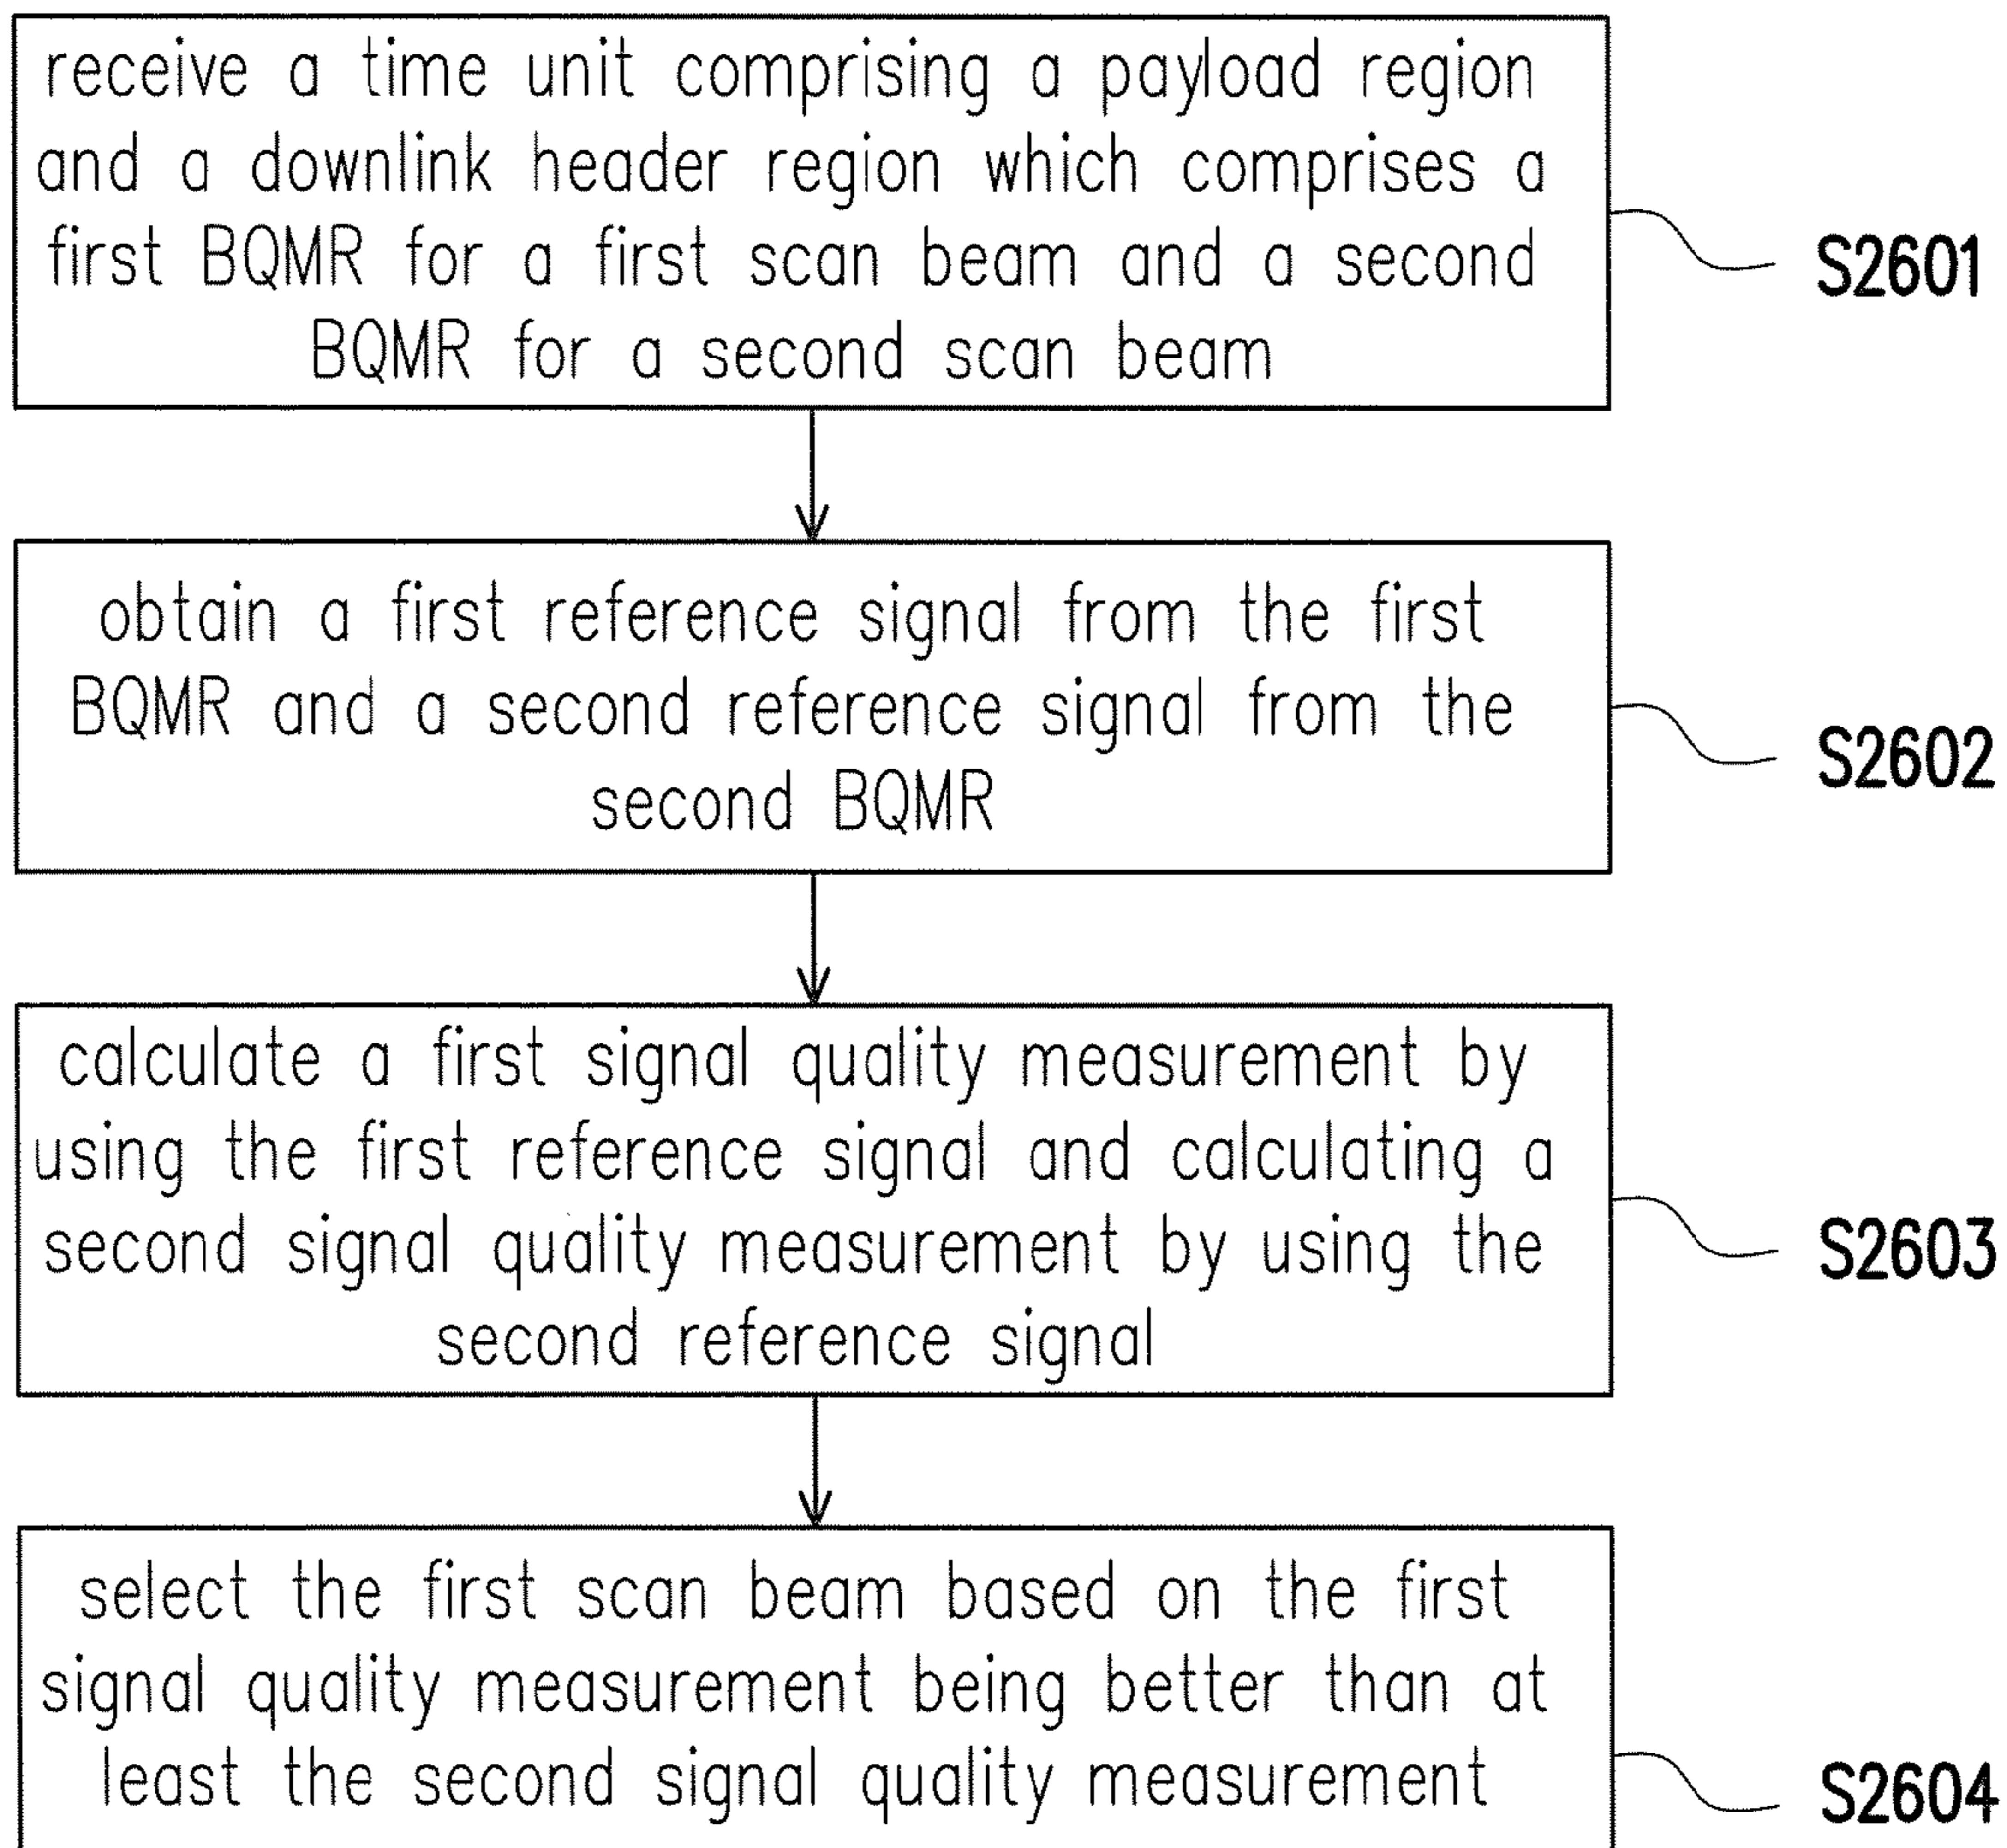 receive a time unit comprising a payload region
and a downlink header region which comprises a
first BQMR for a first scan beam and a second
BQMR for a second scan beam
S2601
obtain a first reference signal from the first
BQMR and a second reference signal from the
second BQMR
S2602
calculate a first signal quality measurement by
using the first reference signal and calculating a
second signal quality measurement by using the
second reference signal
S2603
select the first scan beam based on the first
signal quality measurement being better than at
least the second signal quality measurement
S2604